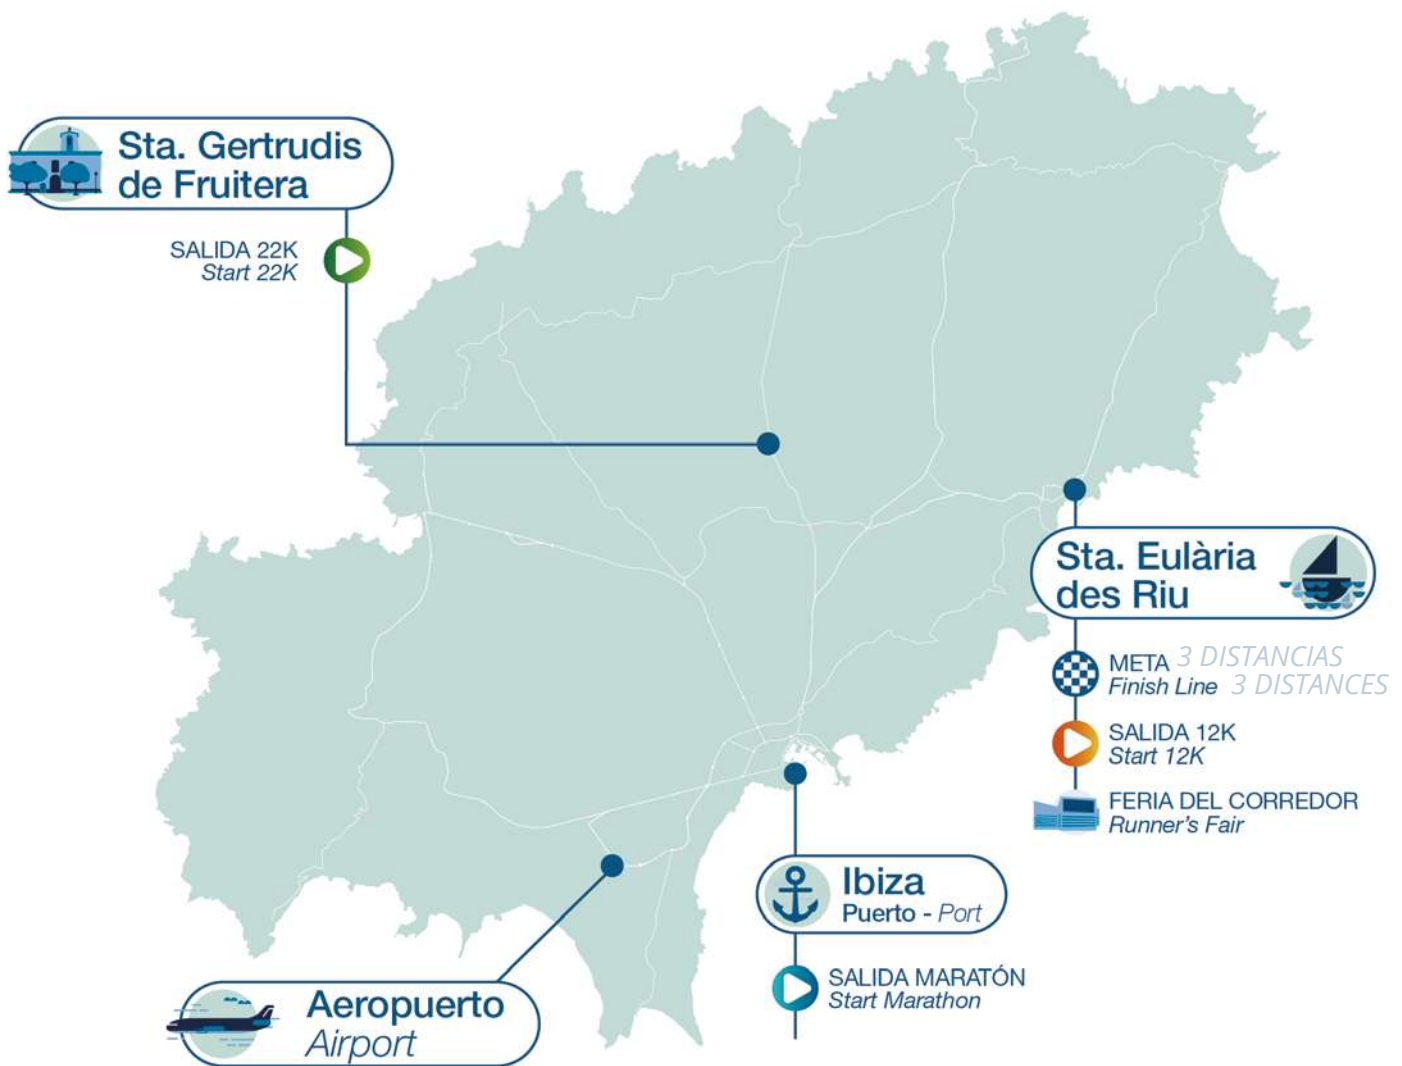 Sta. Gertrudis
de Fruitera
SALIDA 22K
Start 22K
Sta. Eulària
des Riu
META 3 DISTANCIAS
Finish Line 3 DISTANCES
SALIDA 12K
Start 12K
FERIA DEL CORREDOR
Runner's Fair
Ibiza
Puerto - Port
SALIDA MARATÓN
Start Marathon
Aeropuerto
Airport